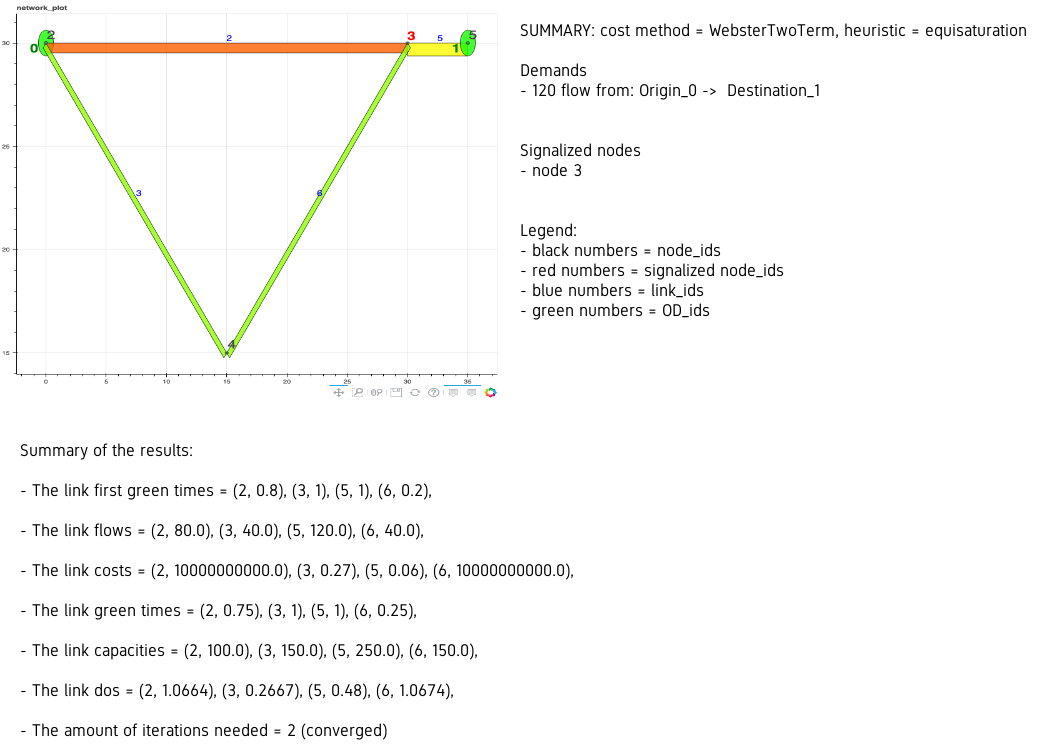 network_plot
SUMMARY: cost method = WebsterTwoTerm, heuristic = equisaturation
Demands
- 120 flow from: Origin_0 -> Destination_1
Signalized nodes
- node 3
Legend:
- black numbers = node_ids
- red numbers = signalized node_ids
- blue numbers = link_ids
- green numbers = OD_ids
30
25
20
15
0
2
2
3
5
5
1
3
6
4
0
5
10
15
20
25
30
35
Summary of the results:
- The link first green times = (2, 0.8), (3, 1), (5, 1), (6, 0.2),
- The link flows = (2, 80.0), (3, 40.0), (5, 120.0), (6, 40.0),
- The link costs = (2, 10000000000.0), (3, 0.27), (5, 0.06), (6, 10000000000.0),
- The link green times = (2, 0.75), (3, 1), (5, 1), (6, 0.25),
- The link capacities = (2, 100.0), (3, 150.0), (5, 250.0), (6, 150.0),
- The link dos = (2, 1.0664), (3, 0.2667), (5, 0.48), (6, 1.0674),
- The amount of iterations needed = 2 (converged)